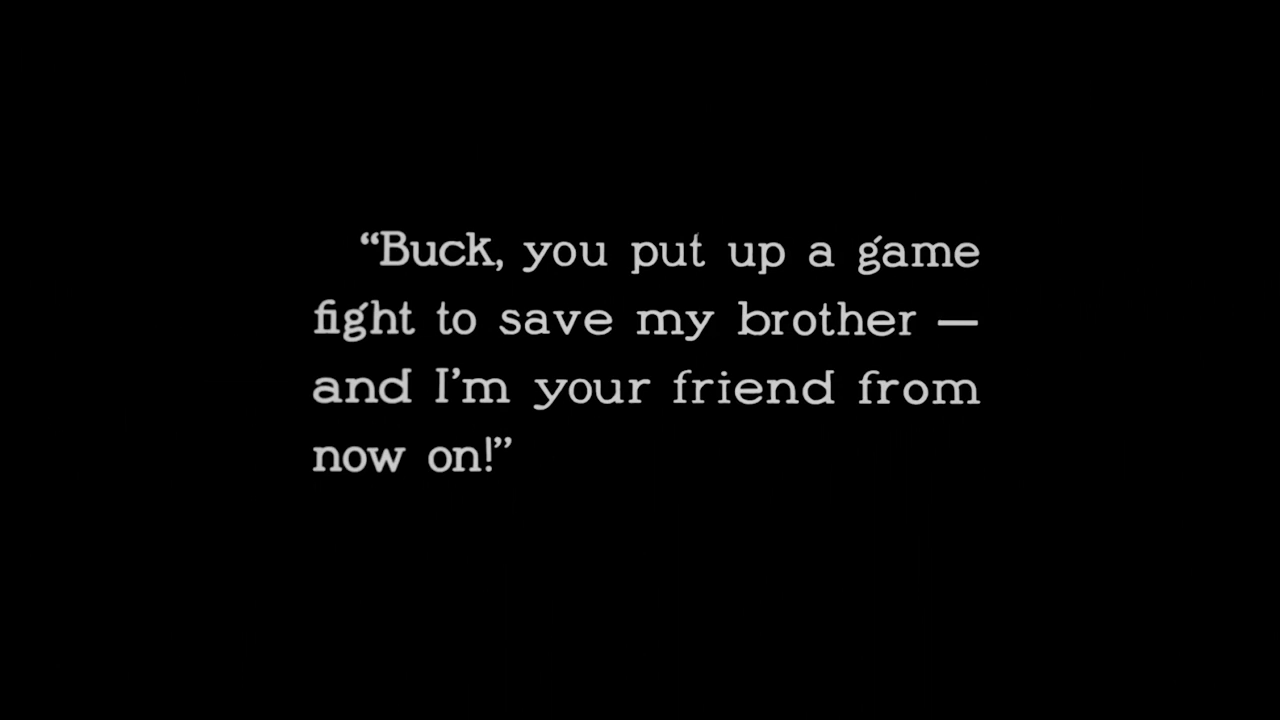 “Buck, you put up a game
fight to save my brother —
and I’m your friend from
now on!”